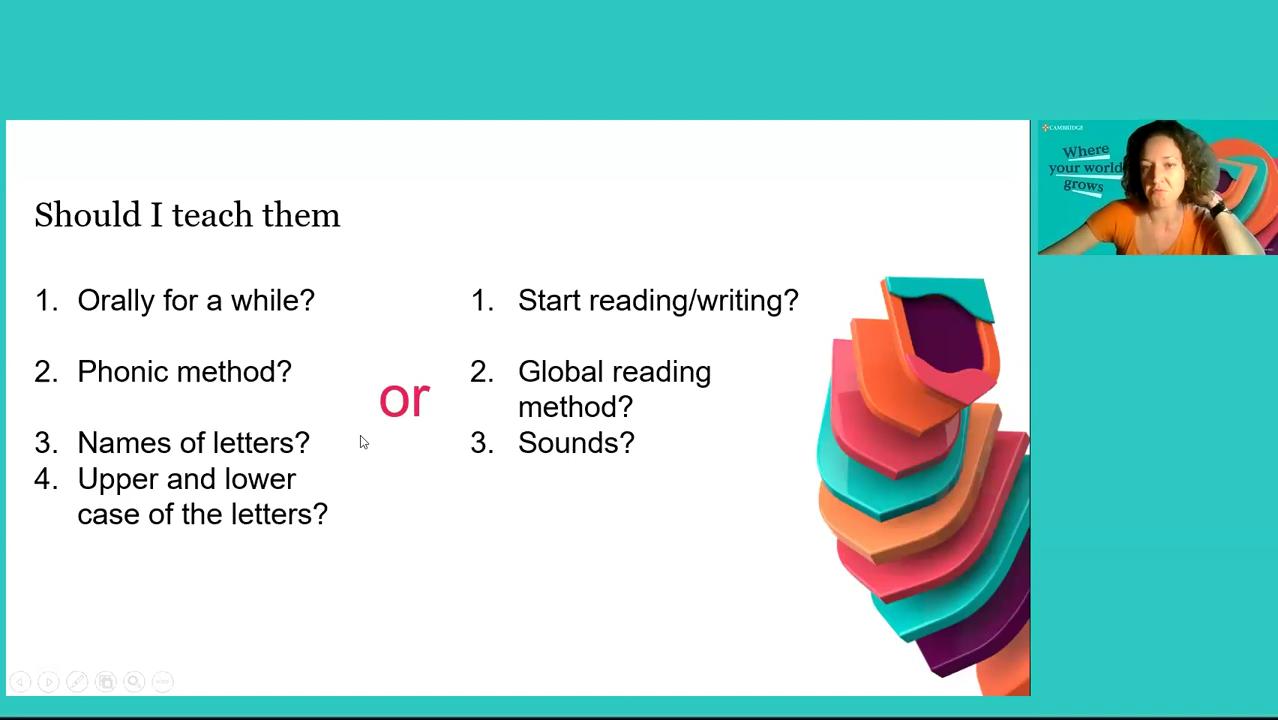 Should I teach them
1. Orally for a while?
2. Phonic method?
3. Names of letters?
4. Upper and lower
case of the letters?
or
1. Start reading/writing?
2. Global reading
method?
3. Sounds?
CAMBRIDGE
Where
your world
grows